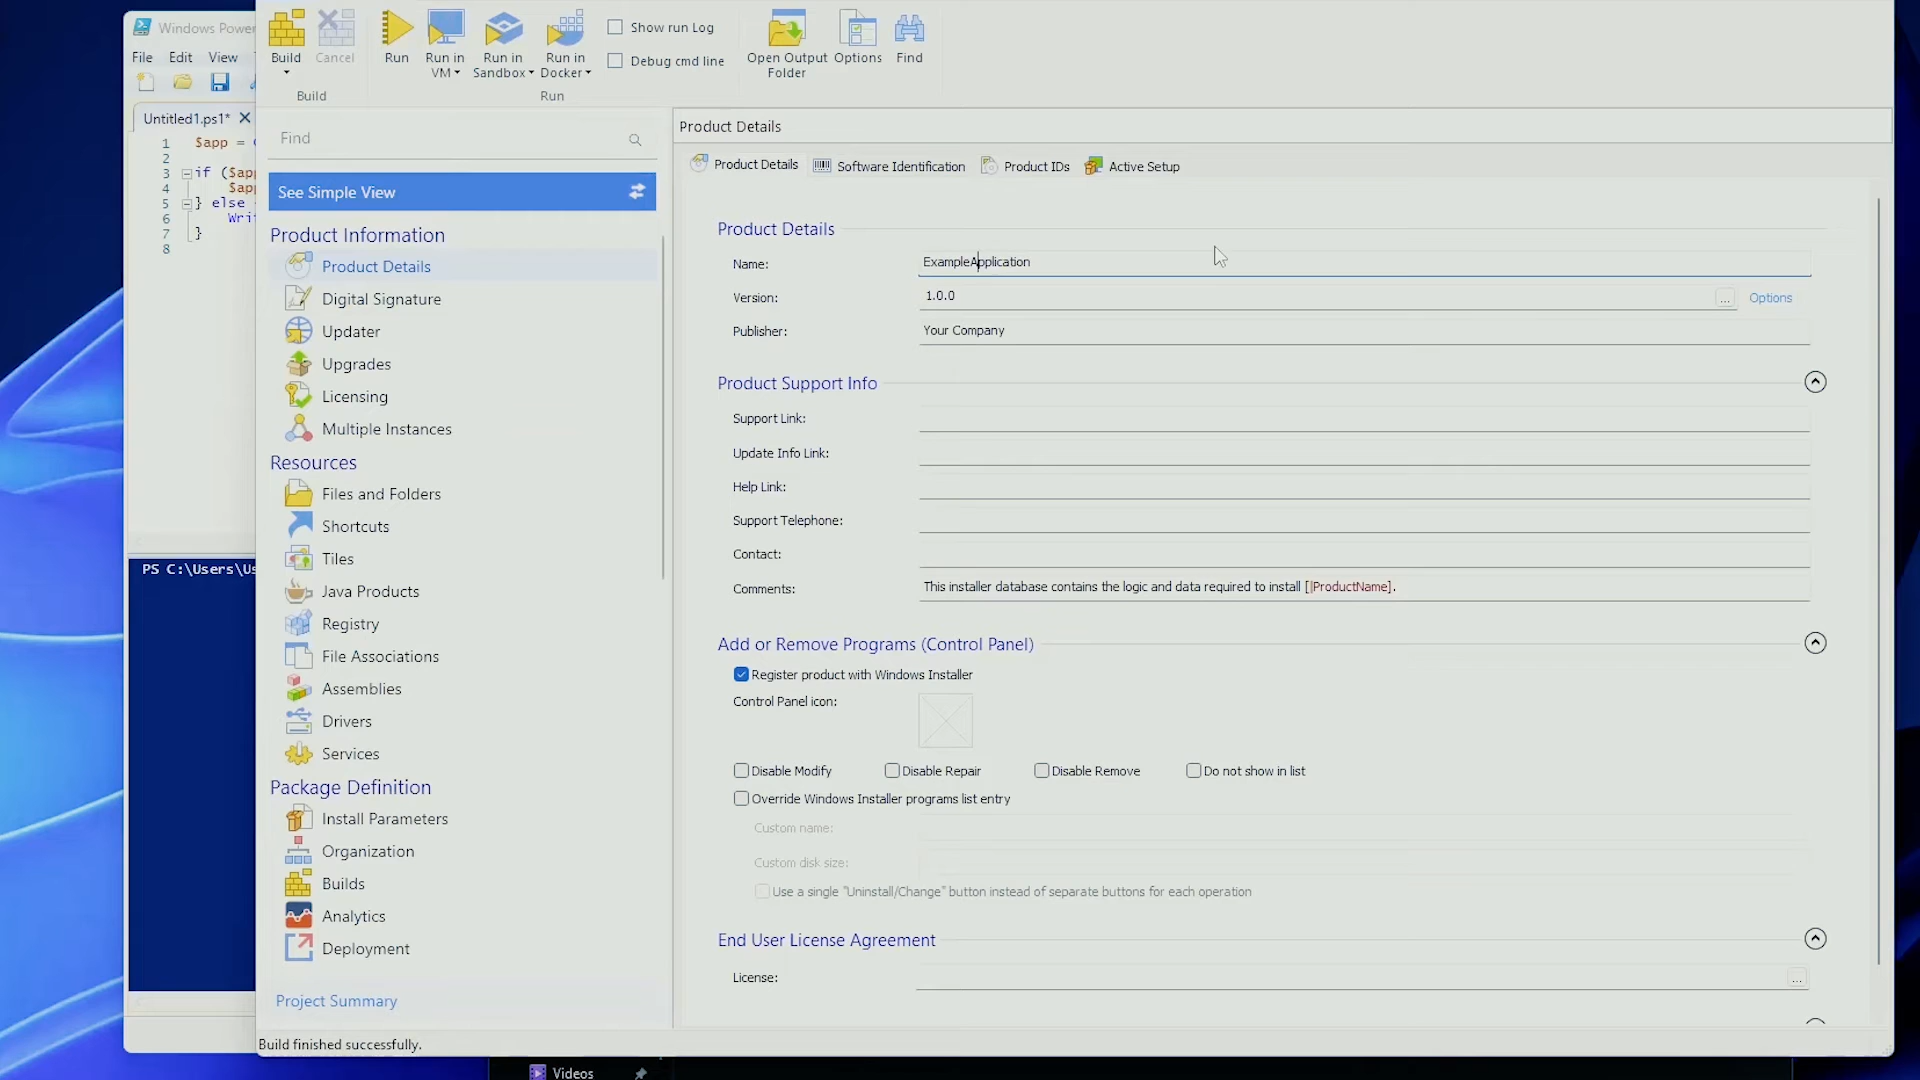 Windows Power
File Edit View
Untitled1.ps1*
1 $app =
2
3 if ($app
4 $app
5 } else
6 Writ
7 }
8
PS C:\Users\Us
Build
Cancel
Run
Run in VM
Run in Sandbox
Run in Docker
Show run Log
Debug cmd line
Open Output Folder
Options
Find
Build
Run
Find
See Simple View
Product Information
Product Details
Digital Signature
Updater
Upgrades
Licensing
Multiple Instances
Resources
Files and Folders
Shortcuts
Tiles
Java Products
Registry
File Associations
Assemblies
Drivers
Services
Package Definition
Install Parameters
Organization
Builds
Analytics
Deployment
Project Summary
Product Details
Product Details Software Identification Product IDs Active Setup
Product Details
Name: ExampleApplication
Version: 1.0.0 ... Options
Publisher: Your Company
Product Support Info
Support Link:
Update Info Link:
Help Link:
Support Telephone:
Contact:
Comments: This installer database contains the logic and data required to install [|ProductName].
Add or Remove Programs (Control Panel)
Register product with Windows Installer
Control Panel icon:
Disable Modify Disable Repair Disable Remove Do not show in list
Override Windows Installer programs list entry
Custom name:
Custom disk size:
Use a single "Uninstall/Change" button instead of separate buttons for each operation
End User License Agreement
License: ...
Build finished successfully.
Videos